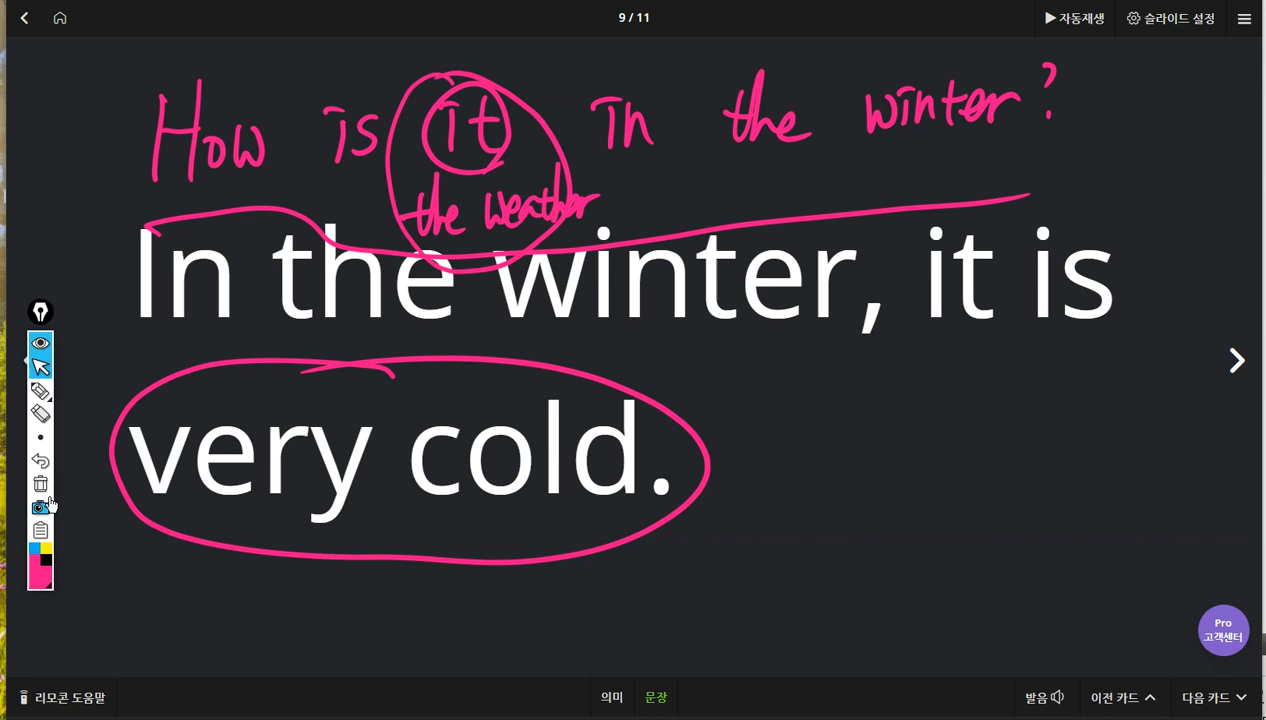 9 / 11
자동재생
슬라이드 설정
How is it in the winter?
the weather
In the winter, it is
very cold.
Pro
고객센터
리모콘 도움말
의미
문장
발음
이전 카드
다음 카드